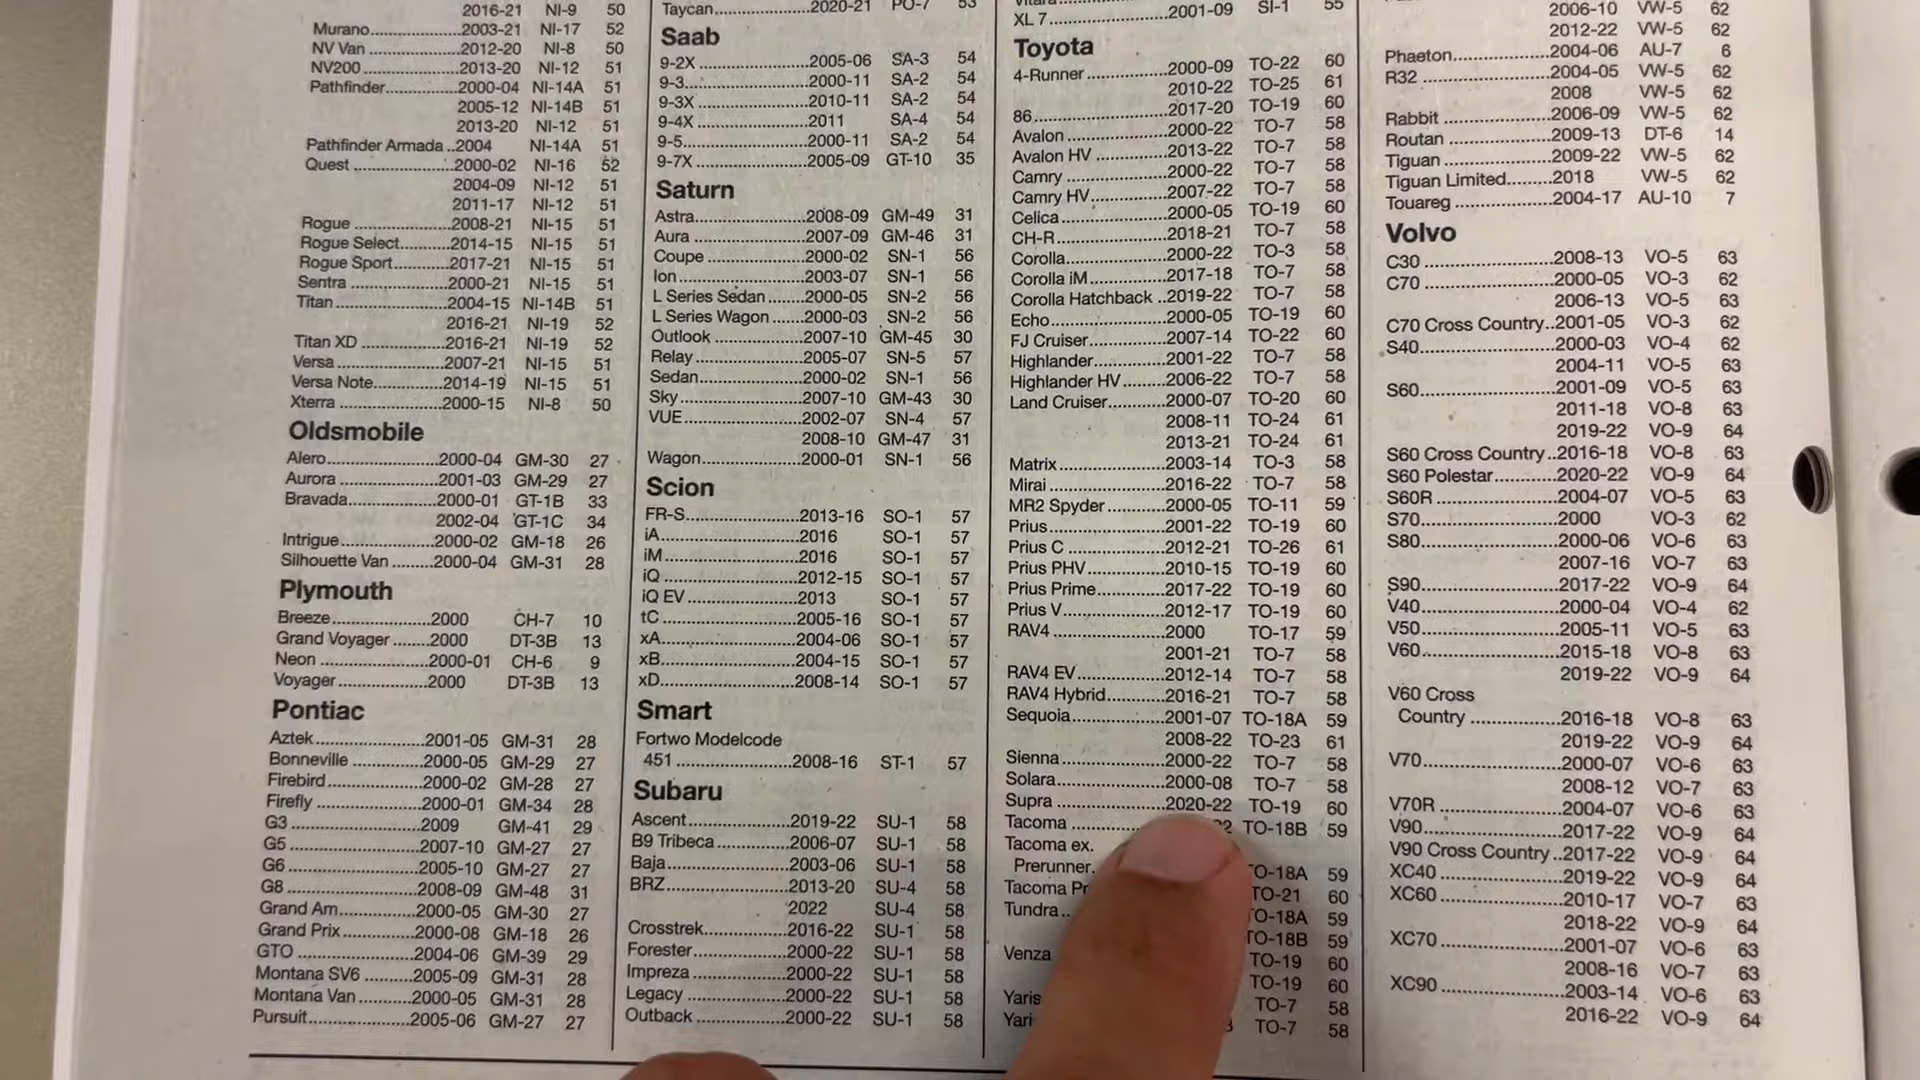 2016-21 NI-9 50
Murano 2003-21 NI-17 52
NV Van 2012-20 NI-8 50
NV200 2013-20 NI-12 51
Pathfinder 2000-04 NI-14A 51
2005-12 NI-14B 51
2013-20 NI-12 51
Pathfinder Armada 2004 NI-14A 51
Quest 2000-02 NI-16 52
2004-09 NI-12 51
2011-17 NI-12 51
Rogue 2008-21 NI-15 51
Rogue Select 2014-15 NI-15 51
Rogue Sport 2017-21 NI-15 51
Sentra 2000-21 NI-15 51
Titan 2004-15 NI-14B 51
2016-21 NI-19 52
Titan XD 2016-21 NI-19 52
Versa 2007-21 NI-15 51
Versa Note 2014-19 NI-15 51
Xterra 2000-15 NI-8 50
Oldsmobile
Alero 2000-04 GM-30 27
Aurora 2001-03 GM-29 27
Bravada 2000-01 GT-1B 33
2002-04 GT-1C 34
Intrigue 2000-02 GM-18 26
Silhouette Van 2000-04 GM-31 28
Plymouth
Breeze 2000 CH-7 10
Grand Voyager 2000 DT-3B 13
Neon 2000-01 CH-6 9
Voyager 2000 DT-3B 13
Pontiac
Aztek 2001-05 GM-31 28
Bonneville 2000-05 GM-29 27
Firebird 2000-02 GM-28 27
Firefly 2000-01 GM-34 28
G3 2009 GM-41 29
G5 2007-10 GM-27 27
G6 2005-10 GM-27 27
G8 2008-09 GM-48 31
Grand Am 2000-05 GM-30 27
Grand Prix 2000-08 GM-18 26
GTO 2004-06 GM-39 29
Montana SV6 2005-09 GM-31 28
Montana Van 2000-05 GM-31 28
Pursuit 2005-06 GM-27 27
Taycan 2020-21 PO-7 53
Saab
9-2X 2005-06 SA-3 54
9-3 2000-11 SA-2 54
9-3X 2010-11 SA-2 54
9-4X 2011 SA-4 54
9-5 2000-11 SA-2 54
9-7X 2005-09 GT-10 35
Saturn
Astra 2008-09 GM-49 31
Aura 2007-09 GM-46 31
Coupe 2000-02 SN-1 56
Ion 2003-07 SN-1 56
L Series Sedan 2000-05 SN-2 56
L Series Wagon 2000-03 SN-2 56
Outlook 2007-10 GM-45 30
Relay 2005-07 SN-5 57
Sedan 2000-02 SN-1 56
Sky 2007-10 GM-43 30
VUE 2002-07 SN-4 57
2008-10 GM-47 31
Wagon 2000-01 SN-1 56
Scion
FR-S 2013-16 SO-1 57
iA 2016 SO-1 57
iM 2016 SO-1 57
iQ 2012-15 SO-1 57
iQ EV 2013 SO-1 57
tC 2005-16 SO-1 57
xA 2004-06 SO-1 57
xB 2004-15 SO-1 57
xD 2008-14 SO-1 57
Smart
Fortwo Modelcode
451 2008-16 ST-1 57
Subaru
Ascent 2019-22 SU-1 58
B9 Tribeca 2006-07 SU-1 58
Baja 2003-06 SU-1 58
BRZ 2013-20 SU-4 58
2022 SU-4 58
Crosstrek 2016-22 SU-1 58
Forester 2000-22 SU-1 58
Impreza 2000-22 SU-1 58
Legacy 2000-22 SU-1 58
Outback 2000-22 SU-1 58
XL 7 2001-09 SI-1 55
Toyota
4-Runner 2000-09 TO-22 60
2010-22 TO-25 61
86 2017-20 TO-19 60
Avalon 2000-22 TO-7 58
Avalon HV 2013-22 TO-7 58
Camry 2000-22 TO-7 58
Camry HV 2007-22 TO-7 58
Celica 2000-05 TO-19 60
CH-R 2018-21 TO-7 58
Corolla 2000-22 TO-3 58
Corolla iM 2017-18 TO-7 58
Corolla Hatchback 2019-22 TO-7 58
Echo 2000-05 TO-19 60
FJ Cruiser 2007-14 TO-22 60
Highlander 2001-22 TO-7 58
Highlander HV 2006-22 TO-7 58
Land Cruiser 2000-07 TO-20 60
2008-11 TO-24 61
2013-21 TO-24 61
Matrix 2003-14 TO-3 58
Mirai 2016-22 TO-7 58
MR2 Spyder 2000-05 TO-11 59
Prius 2001-22 TO-19 60
Prius C 2012-21 TO-26 61
Prius PHV 2010-15 TO-19 60
Prius Prime 2017-22 TO-19 60
Prius V 2012-17 TO-19 60
RAV4 2000 TO-17 59
2001-21 TO-7 58
RAV4 EV 2012-14 TO-7 58
RAV4 Hybrid 2016-21 TO-7 58
Sequoia 2001-07 TO-18A 59
2008-22 TO-23 61
Sienna 2000-22 TO-7 58
Solara 2000-08 TO-7 58
Supra 2020-22 TO-19 60
Tacoma TO-18B 59
Tacoma ex.
Prerunner TO-18A 59
Tacoma TO-21 60
Tundra TO-18A 59
TO-18B 59
Venza TO-19 60
TO-19 60
Yaris TO-7 58
TO-7 58
2006-10 VW-5 62
2012-22 VW-5 62
Phaeton 2004-06 AU-7 6
R32 2004-05 VW-5 62
2008 VW-5 62
Rabbit 2006-09 VW-5 62
Routan 2009-13 DT-6 14
Tiguan 2009-22 VW-5 62
Tiguan Limited 2018 VW-5 62
Touareg 2004-17 AU-10 7
Volvo
C30 2008-13 VO-5 63
C70 2000-05 VO-3 62
2006-13 VO-5 63
C70 Cross Country 2001-05 VO-3 62
S40 2000-03 VO-4 62
2004-11 VO-5 63
S60 2001-09 VO-5 63
2011-18 VO-8 63
2019-22 VO-9 64
S60 Cross Country 2016-18 VO-8 63
S60 Polestar 2020-22 VO-9 64
S60R 2004-07 VO-5 63
S70 2000 VO-3 62
S80 2000-06 VO-6 63
2007-16 VO-7 63
S90 2017-22 VO-9 64
V40 2000-04 VO-4 62
V50 2005-11 VO-5 63
V60 2015-18 VO-8 63
2019-22 VO-9 64
V60 Cross
Country 2016-18 VO-8 63
2019-22 VO-9 64
V70 2000-07 VO-6 63
2008-12 VO-7 63
V70R 2004-07 VO-6 63
V90 2017-22 VO-9 64
V90 Cross Country 2017-22 VO-9 64
XC40 2019-22 VO-9 64
XC60 2010-17 VO-7 63
2018-22 VO-9 64
XC70 2001-07 VO-6 63
2008-16 VO-7 63
XC90 2003-14 VO-6 63
2016-22 VO-9 64